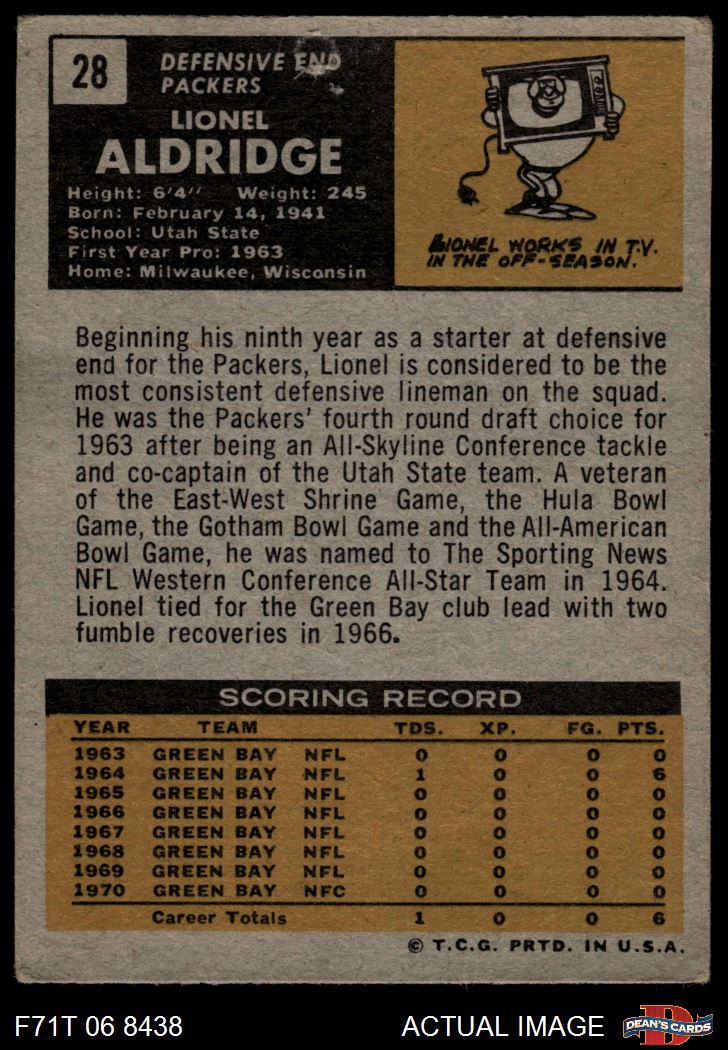 28
DEFENSIVE END
PACKERS
LIONEL
ALDRIDGE
Height: 6'4" Weight: 245
Born: February 14, 1941
School: Utah State
First Year Pro: 1963
Home: Milwaukee, Wisconsin
LIONEL WORKS IN T.V.
IN THE OFF-SEASON.
Beginning his ninth year as a starter at defensive
end for the Packers, Lionel is considered to be the
most consistent defensive lineman on the squad.
He was the Packers' fourth round draft choice for
1963 after being an All-Skyline Conference tackle
and co-captain of the Utah State team. A veteran
of the East-West Shrine Game, the Hula Bowl
Game, the Gotham Bowl Game and the All-American
Bowl Game, he was named to The Sporting News
NFL Western Conference All-Star Team in 1964.
Lionel tied for the Green Bay club lead with two
fumble recoveries in 1966.
SCORING RECORD
YEAR TEAM TDS. XP. FG. PTS.
1963 GREEN BAY NFL 0 0 0 0
1964 GREEN BAY NFL 1 0 0 6
1965 GREEN BAY NFL 0 0 0 0
1966 GREEN BAY NFL 0 0 0 0
1967 GREEN BAY NFL 0 0 0 0
1968 GREEN BAY NFL 0 0 0 0
1969 GREEN BAY NFL 0 0 0 0
1970 GREEN BAY NFC 0 0 0 0
Career Totals 1 0 0 6
© T.C.G. PRTD. IN U.S.A.
F71T 06 8438 ACTUAL IMAGE D DEAN'S CARDS